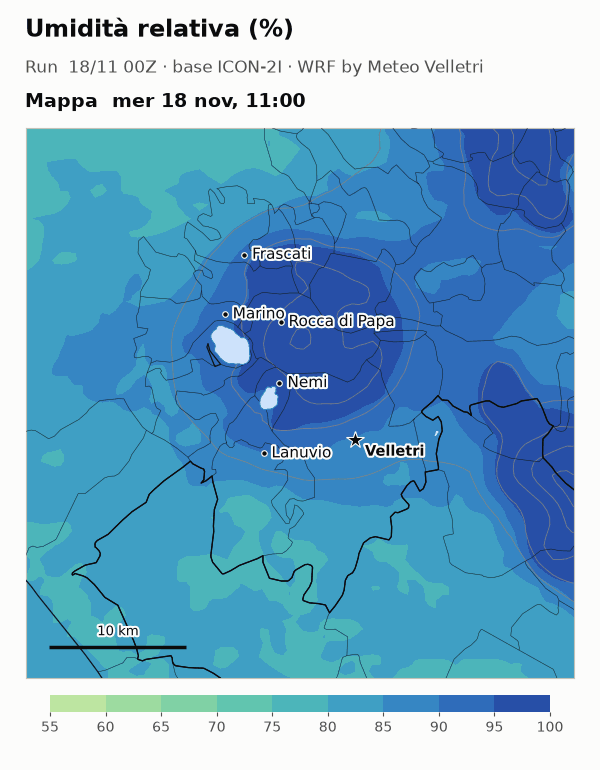 Umidità relativa (%)
Run 18/11 00Z · base ICON-2I · WRF by Meteo Velletri
Mappa mer 18 nov, 11:00
Frascati
Marino
Rocca di Papa
Nemi
Velletri
Lanuvio
10 km
55 60 65 70 75 80 85 90 95 100